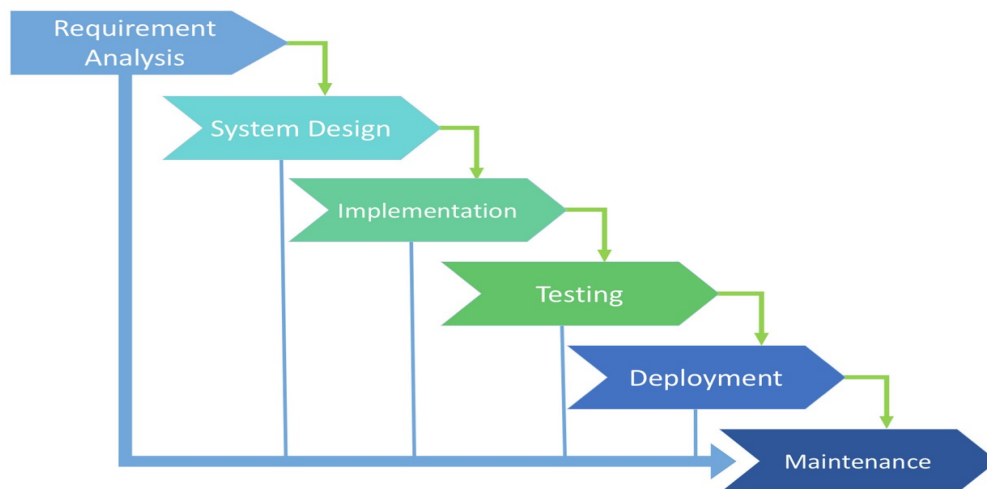 Requirement
Analysis
System Design
Implementation
Testing
Deployment
Maintenance